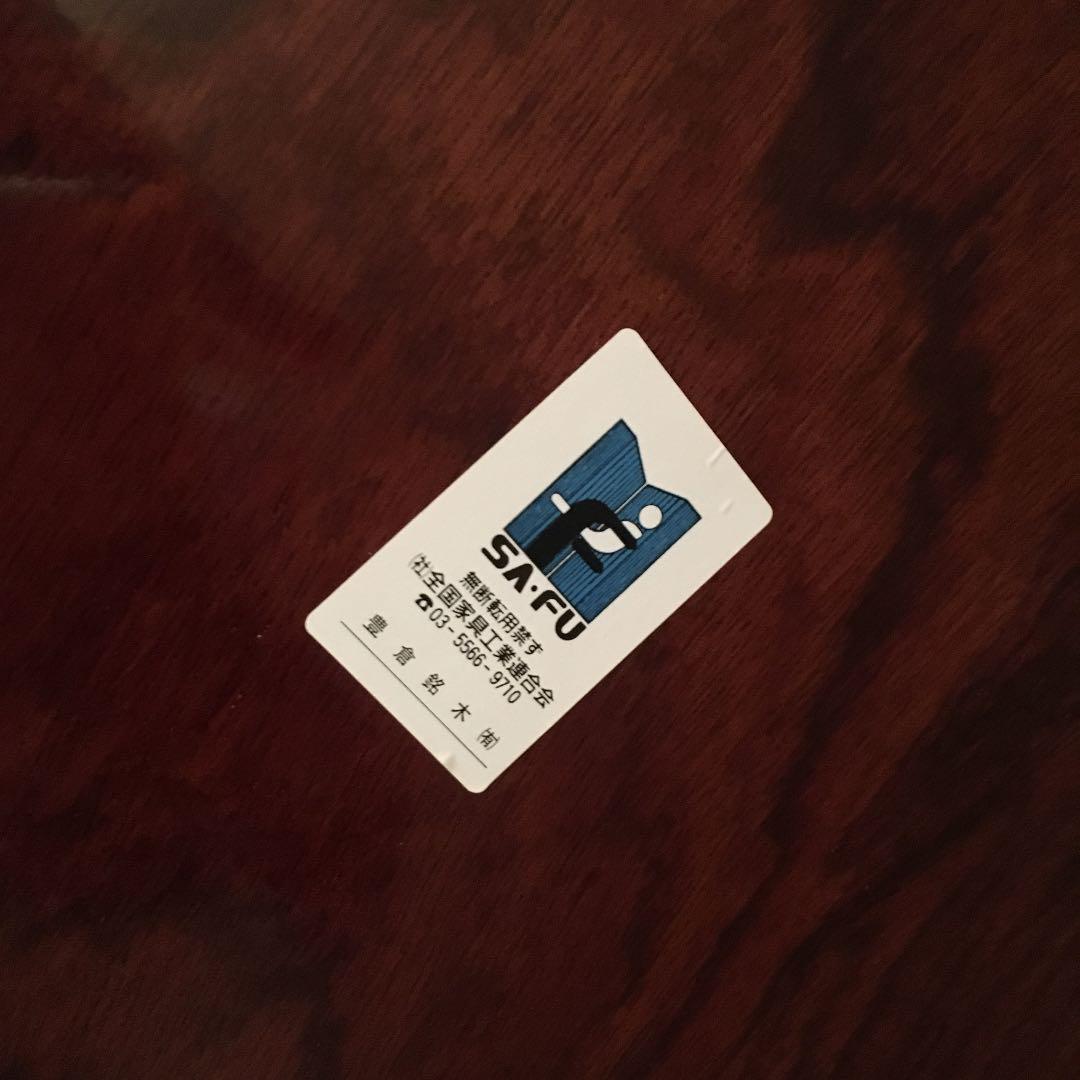 SA・FU
無断転用禁ず
㈳全国家具工業連合会
☎03-5566-9710
豊倉銘木㈲